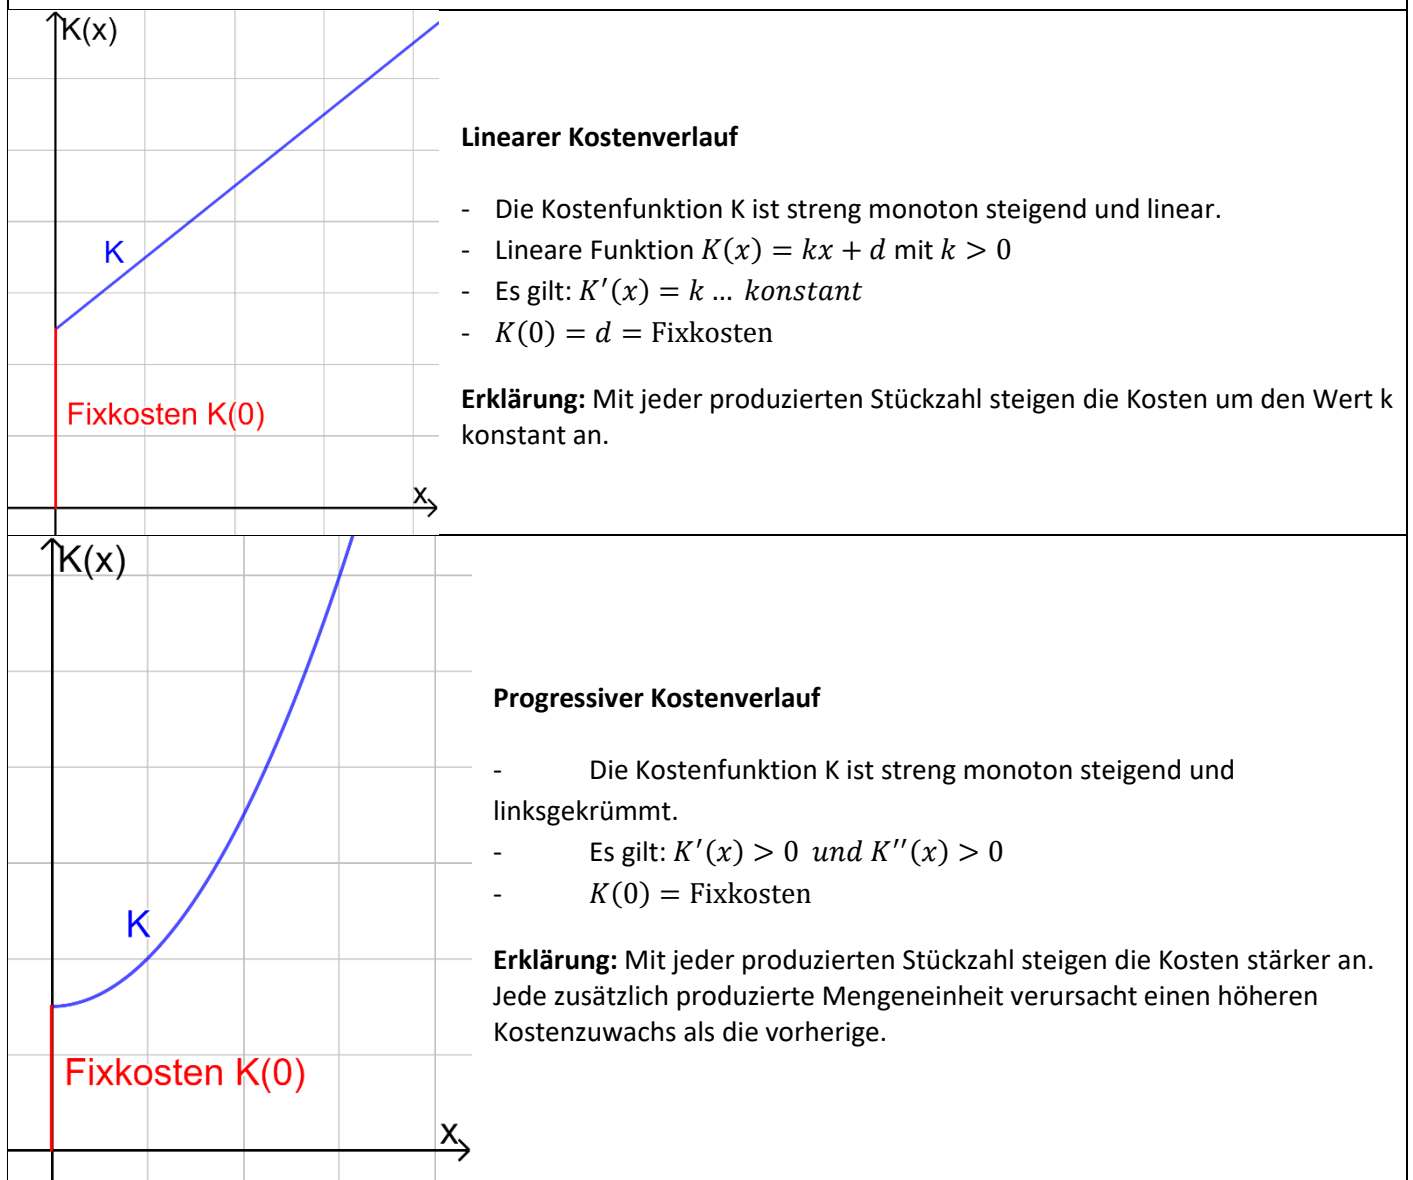 K(x)
K
Fixkosten K(0)
x
Linearer Kostenverlauf
- Die Kostenfunktion K ist streng monoton steigend und linear.
- Lineare Funktion K(x) = kx + d mit k > 0
- Es gilt: K′(x) = k … konstant
- K(0) = d = Fixkosten
Erklärung: Mit jeder produzierten Stückzahl steigen die Kosten um den Wert k
konstant an.
K(x)
K
Fixkosten K(0)
x
Progressiver Kostenverlauf
- Die Kostenfunktion K ist streng monoton steigend und
linksgekrümmt.
- Es gilt: K′(x) > 0 und K′′(x) > 0
- K(0) = Fixkosten
Erklärung: Mit jeder produzierten Stückzahl steigen die Kosten stärker an.
Jede zusätzlich produzierte Mengeneinheit verursacht einen höheren
Kostenzuwachs als die vorherige.